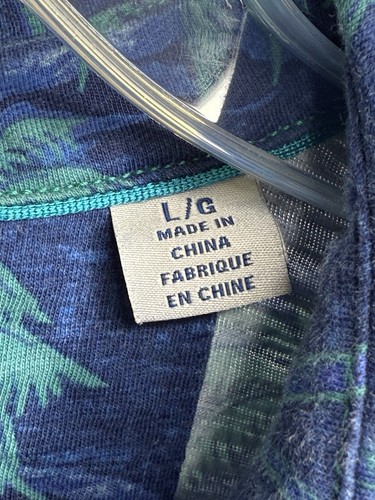 L/G
MADE IN
CHINA
FABRIQUE
EN CHINE